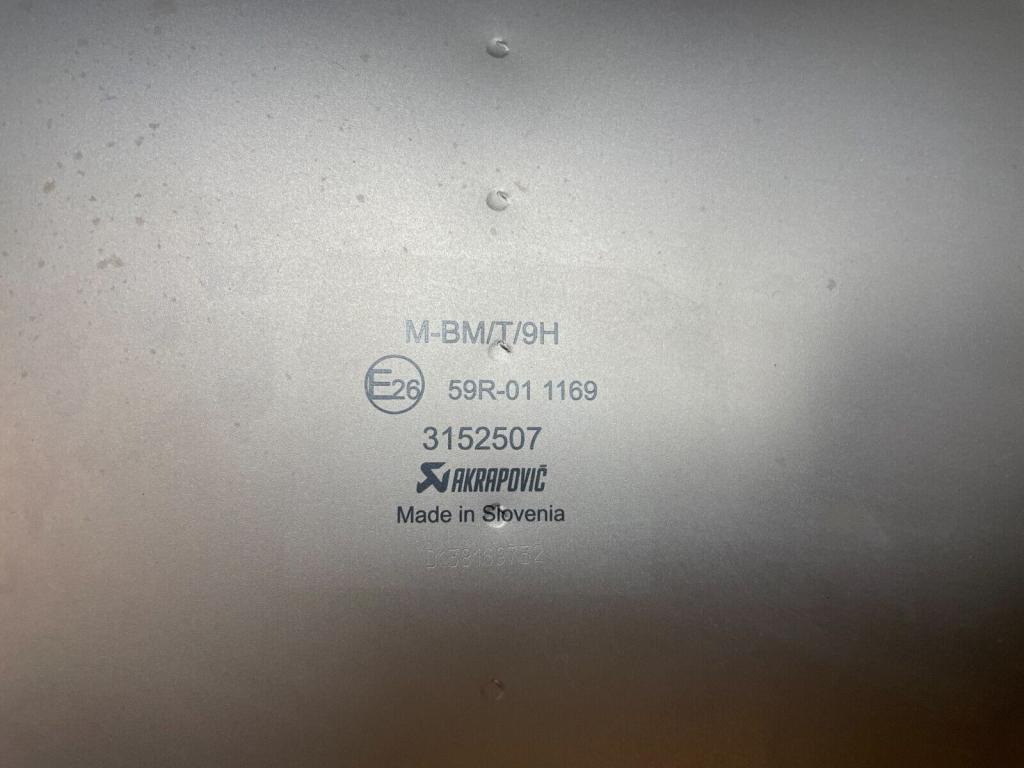 M-BM/T/9H
E26 59R-01 1169
3152507
AKRAPOVIČ
Made in Slovenia